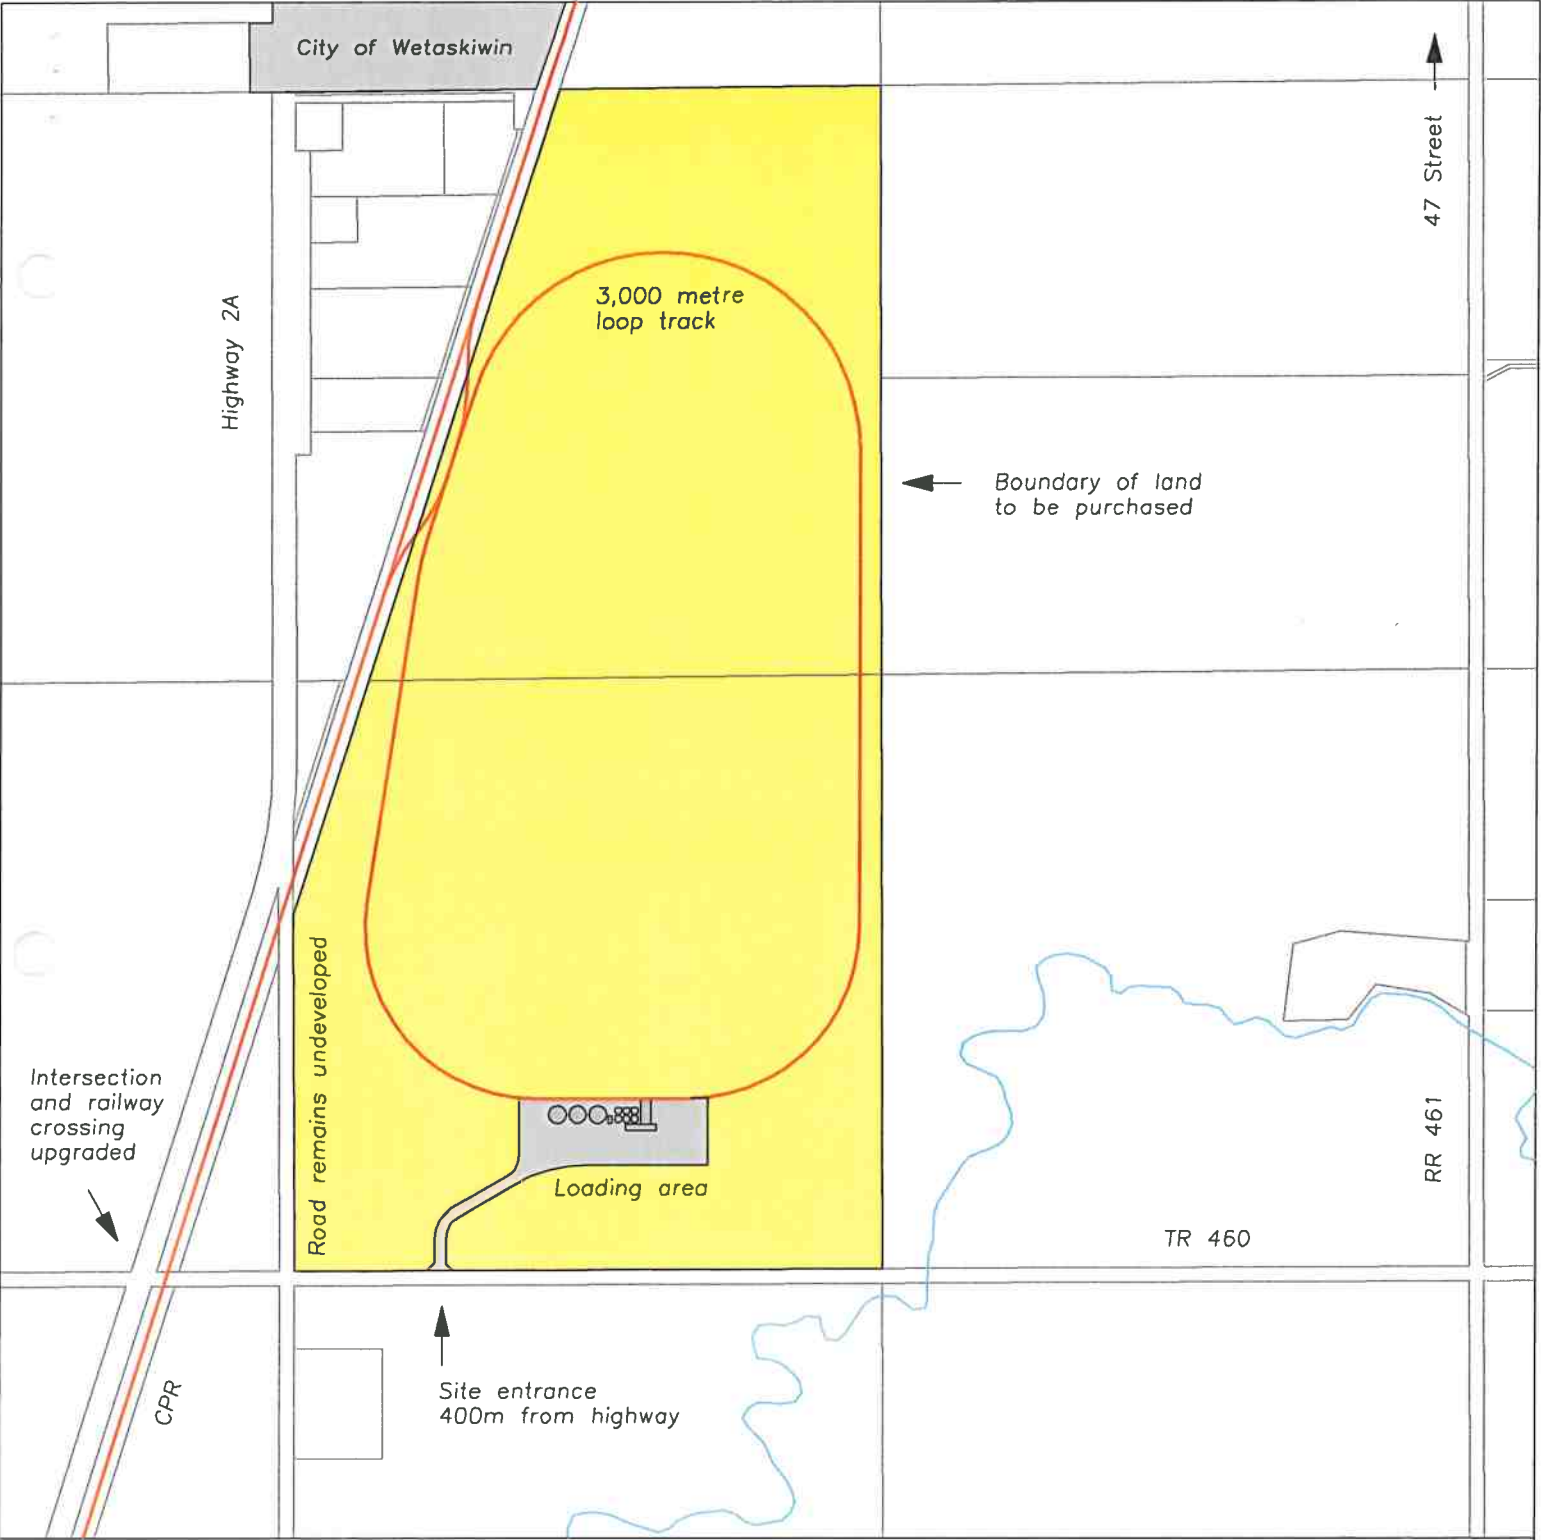 City of Wetaskiwin
47 Street
3,000 metre
loop track
Highway 2A
Boundary of land
to be purchased
Road remains undeveloped
Intersection
and railway
crossing
upgraded
Loading area
RR 461
TR 460
Site entrance
400m from highway
CPR